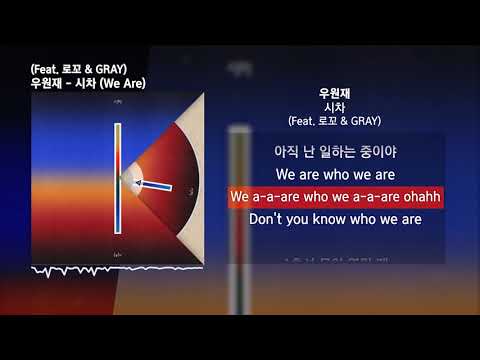 (Feat. 로꼬 & GRAY)
우원재 - 시차 (We Are)
우원재
시차
(Feat. 로꼬 & GRAY)
아직 난 일하는 중이야
We are who we are
We a-a-are who we a-a-are ohahh
Don't you know who we are